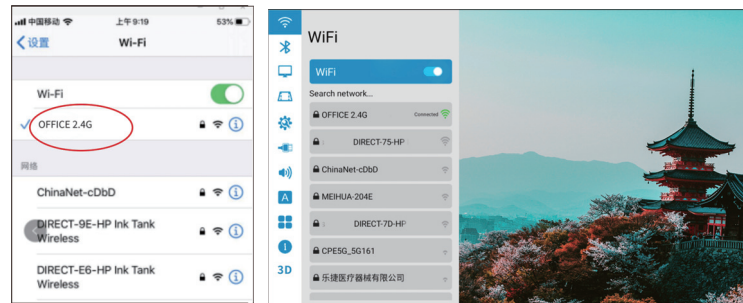 中国移动
上午9:19
53%
设置
Wi-Fi
Wi-Fi
OFFICE 2.4G
网络
ChinaNet-cDbD
DIRECT-9E-HP Ink Tank
Wireless
DIRECT-E6-HP Ink Tank
Wireless
WiFi
WiFi
Search network...
OFFICE 2.4G
Connected
DIRECT-75-HP
ChinaNet-cDbD
MEIHUA-204E
A
DIRECT-7D-HP
CPE5G_5G161
3D
乐捷医疗器械有限公司